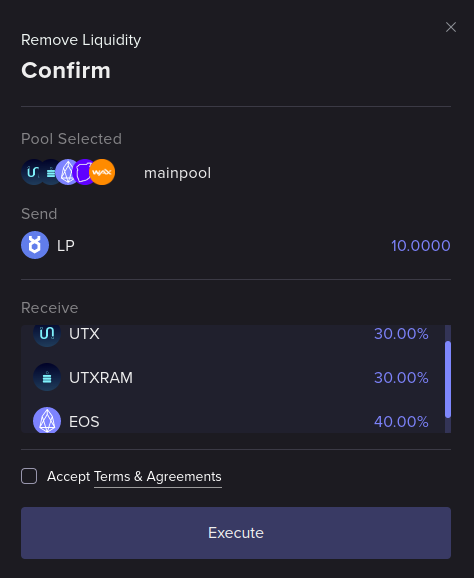 Remove Liquidity
Confirm
Pool Selected
mainpool
Send
LP 10.0000
Receive
UTX 30.00%
UTXRAM 30.00%
EOS 40.00%
Accept Terms & Agreements
Execute